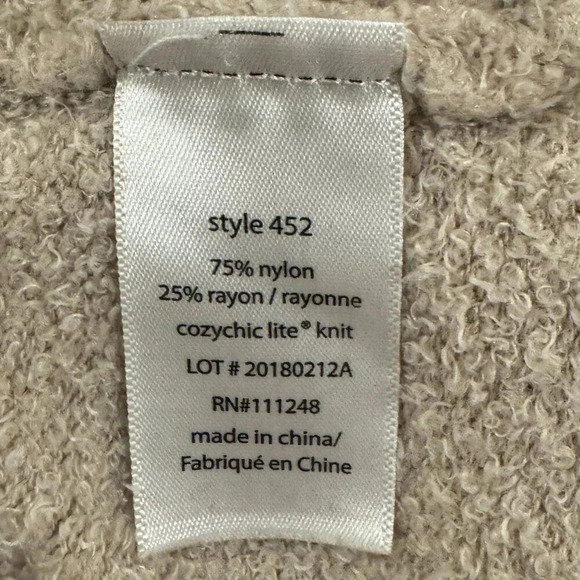 style 452
75% nylon
25% rayon / rayonne
cozychic lite® knit
LOT # 20180212A
RN#111248
made in china/
Fabriqué en Chine